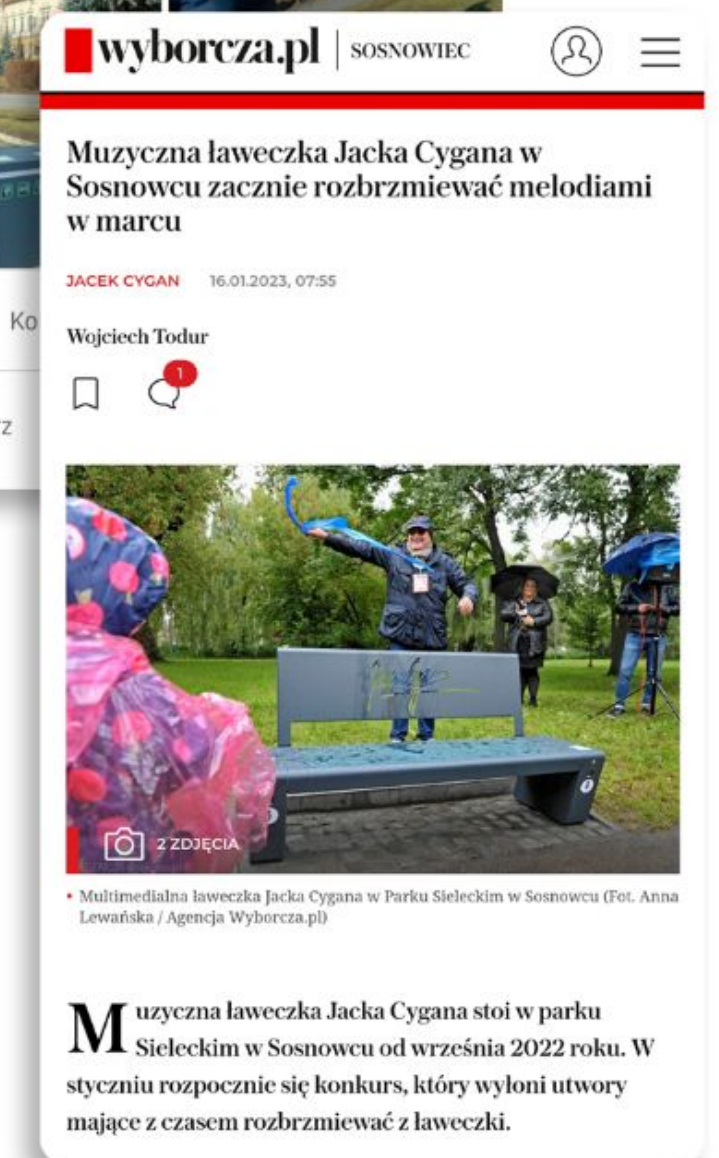 wyborcza.pl | SOSNOWIEC
Muzyczna ławeczka Jacka Cygana w
Sosnowcu zacznie rozbrzmiewać melodiami
w marcu
JACEK CYGAN 16.01.2023, 07:55
Wojciech Todur
1
Ko
z
2 ZDJĘCIA
• Multimedialna ławeczka Jacka Cygana w Parku Sieleckim w Sosnowcu (Fot. Anna
Lewańska / Agencja Wyborcza.pl)
Muzyczna ławeczka Jacka Cygana stoi w parku
Sieleckim w Sosnowcu od września 2022 roku. W
styczniu rozpocznie się konkurs, który wyłoni utwory
mające z czasem rozbrzmiewać z ławeczki.